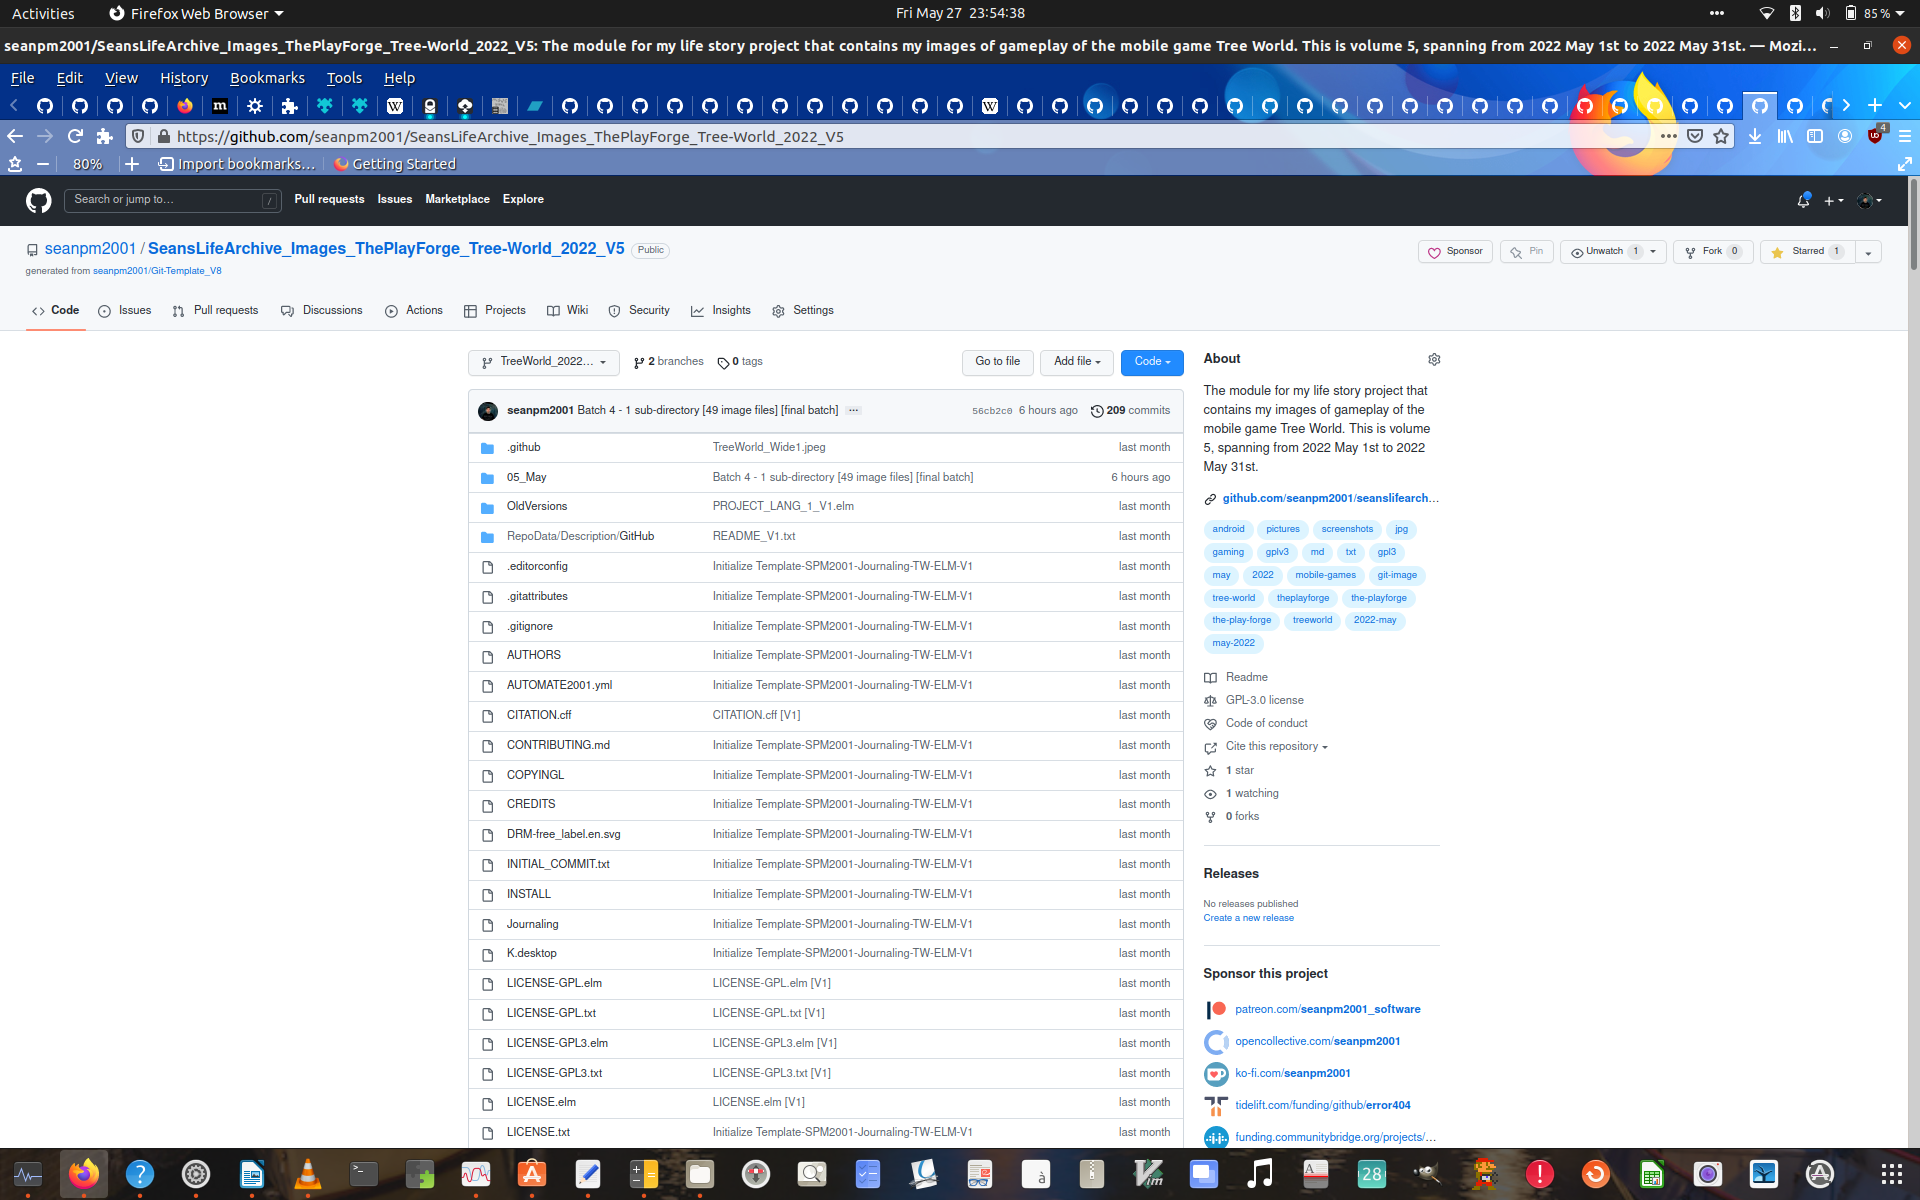 Activities Firefox Web Browser Fri May 27 23:54:38 85 %
seanpm2001/SeansLifeArchive_Images_ThePlayForge_Tree-World_2022_V5: The module for my life story project that contains my images of gameplay of the mobile game Tree World. This is volume 5, spanning from 2022 May 1st to 2022 May 31st. — Mozi…
File Edit View History Bookmarks Tools Help
https://github.com/seanpm2001/SeansLifeArchive_Images_ThePlayForge_Tree-World_2022_V5 4
80% Import bookmarks… Getting Started
Search or jump to… / Pull requests Issues Marketplace Explore
seanpm2001 / SeansLifeArchive_Images_ThePlayForge_Tree-World_2022_V5 Public Sponsor Pin Unwatch 1 Fork 0 Starred 1
generated from seanpm2001/Git-Template_V8
Code Issues Pull requests Discussions Actions Projects Wiki Security Insights Settings
TreeWorld_2022… 2 branches 0 tags Go to file Add file Code
seanpm2001 Batch 4 - 1 sub-directory [49 image files] [final batch] … 56cb2c0 6 hours ago 209 commits
.github TreeWorld_Wide1.jpeg last month
05_May Batch 4 - 1 sub-directory [49 image files] [final batch] 6 hours ago
OldVersions PROJECT_LANG_1_V1.elm last month
RepoData/Description/GitHub README_V1.txt last month
.editorconfig Initialize Template-SPM2001-Journaling-TW-ELM-V1 last month
.gitattributes Initialize Template-SPM2001-Journaling-TW-ELM-V1 last month
.gitignore Initialize Template-SPM2001-Journaling-TW-ELM-V1 last month
AUTHORS Initialize Template-SPM2001-Journaling-TW-ELM-V1 last month
AUTOMATE2001.yml Initialize Template-SPM2001-Journaling-TW-ELM-V1 last month
CITATION.cff CITATION.cff [V1] last month
CONTRIBUTING.md Initialize Template-SPM2001-Journaling-TW-ELM-V1 last month
COPYINGL Initialize Template-SPM2001-Journaling-TW-ELM-V1 last month
CREDITS Initialize Template-SPM2001-Journaling-TW-ELM-V1 last month
DRM-free_label.en.svg Initialize Template-SPM2001-Journaling-TW-ELM-V1 last month
INITIAL_COMMIT.txt Initialize Template-SPM2001-Journaling-TW-ELM-V1 last month
INSTALL Initialize Template-SPM2001-Journaling-TW-ELM-V1 last month
Journaling Initialize Template-SPM2001-Journaling-TW-ELM-V1 last month
K.desktop Initialize Template-SPM2001-Journaling-TW-ELM-V1 last month
LICENSE-GPL.elm LICENSE-GPL.elm [V1] last month
LICENSE-GPL.txt LICENSE-GPL.txt [V1] last month
LICENSE-GPL3.elm LICENSE-GPL3.elm [V1] last month
LICENSE-GPL3.txt LICENSE-GPL3.txt [V1] last month
LICENSE.elm LICENSE.elm [V1] last month
LICENSE.txt Initialize Template-SPM2001-Journaling-TW-ELM-V1 last month
About
The module for my life story project that
contains my images of gameplay of the
mobile game Tree World. This is volume
5, spanning from 2022 May 1st to 2022
May 31st.
github.com/seanpm2001/seanslifearch…
android pictures screenshots jpg
gaming gplv3 md txt gpl3
may 2022 mobile-games git-image
tree-world theplayforge the-playforge
the-play-forge treeworld 2022-may
may-2022
Readme
GPL-3.0 license
Code of conduct
Cite this repository
1 star
1 watching
0 forks
Releases
No releases published
Create a new release
Sponsor this project
patreon.com/seanpm2001_software
opencollective.com/seanpm2001
ko-fi.com/seanpm2001
tidelift.com/funding/github/error404
funding.communitybridge.org/projects/…
28